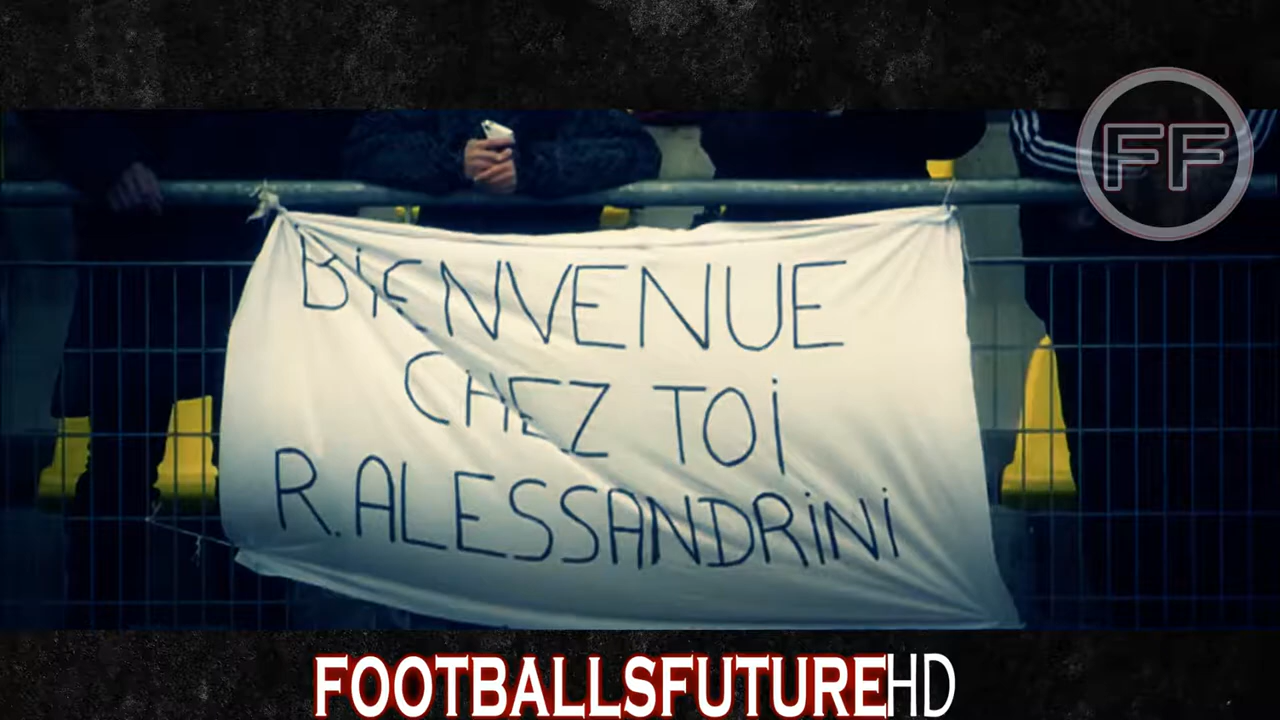 FF
BiENVENUE
CHEZ TOi
R.ALESSANDRiNi
FOOTBALLSFUTUREHD